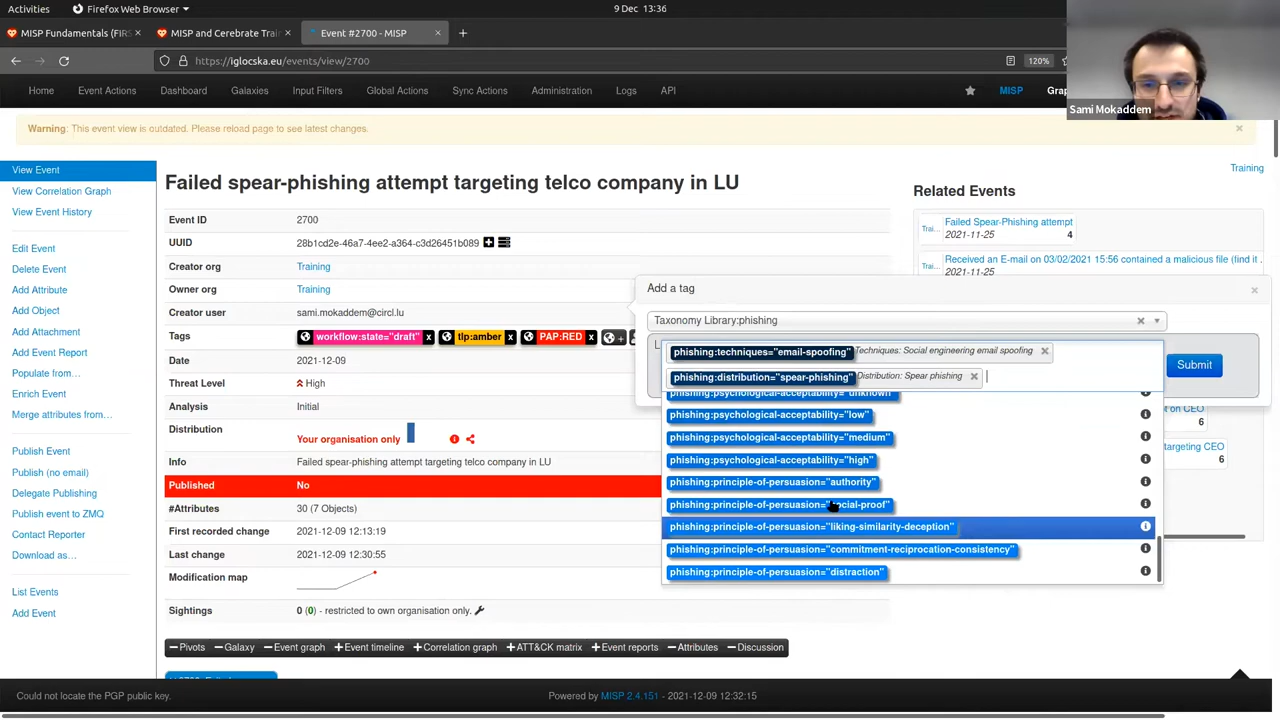 Activities
Firefox Web Browser
9 Dec 13:36
MISP Fundamentals (FIRS
MISP and Cerebrate Trai
Event #2700 - MISP
https://iglocska.eu/events/view/2700
120%
Home Event Actions Dashboard Galaxies Input Filters Global Actions Sync Actions Administration Logs API
MISP
Sami Mokaddem
Warning: This event view is outdated. Please reload page to see latest changes.
View Event
View Correlation Graph
View Event History
Edit Event
Delete Event
Add Attribute
Add Object
Add Attachment
Add Event Report
Populate from...
Enrich Event
Merge attributes from...
Publish Event
Publish (no email)
Delegate Publishing
Publish event to ZMQ
Contact Reporter
Download as...
List Events
Add Event
Failed spear-phishing attempt targeting telco company in LU
Event ID 2700
UUID 28b1cd2e-46a7-4ee2-a364-c3d26451b089
Creator org Training
Owner org Training
Creator user sami.mokaddem@circl.lu
Tags workflow:state="draft" x tlp:amber x PAP:RED x
Date 2021-12-09
Threat Level High
Analysis Initial
Distribution Your organisation only
Info Failed spear-phishing attempt targeting telco company in LU
Published No
#Attributes 30 (7 Objects)
First recorded change 2021-12-09 12:13:19
Last change 2021-12-09 12:30:55
Modification map
Sightings 0 (0) - restricted to own organisation only.
Pivots Galaxy Event graph Event timeline Correlation graph ATT&CK matrix Event reports Attributes Discussion
Training
Related Events
Failed Spear-Phishing attempt
2021-11-25 4
Received an E-mail on 03/02/2021 15:56 contained a malicious file (find it .
2021-11-25
on CEO
6
targeting CEO
6
Add a tag
Taxonomy Library:phishing
phishing:techniques="email-spoofing" Techniques: Social engineering email spoofing
phishing:distribution="spear-phishing" Distribution: Spear phishing
Submit
phishing:psychological-acceptability="unknown"
phishing:psychological-acceptability="low"
phishing:psychological-acceptability="medium"
phishing:psychological-acceptability="high"
phishing:principle-of-persuasion="authority"
phishing:principle-of-persuasion="social-proof"
phishing:principle-of-persuasion="liking-similarity-deception"
phishing:principle-of-persuasion="commitment-reciprocation-consistency"
phishing:principle-of-persuasion="distraction"
Could not locate the PGP public key.
Powered by MISP 2.4.151 - 2021-12-09 12:32:15